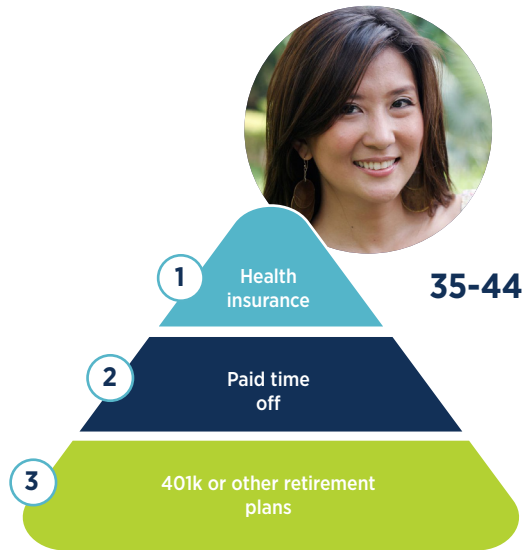 1
Health
insurance
35-44
2
Paid time
off
3
401k or other retirement
plans